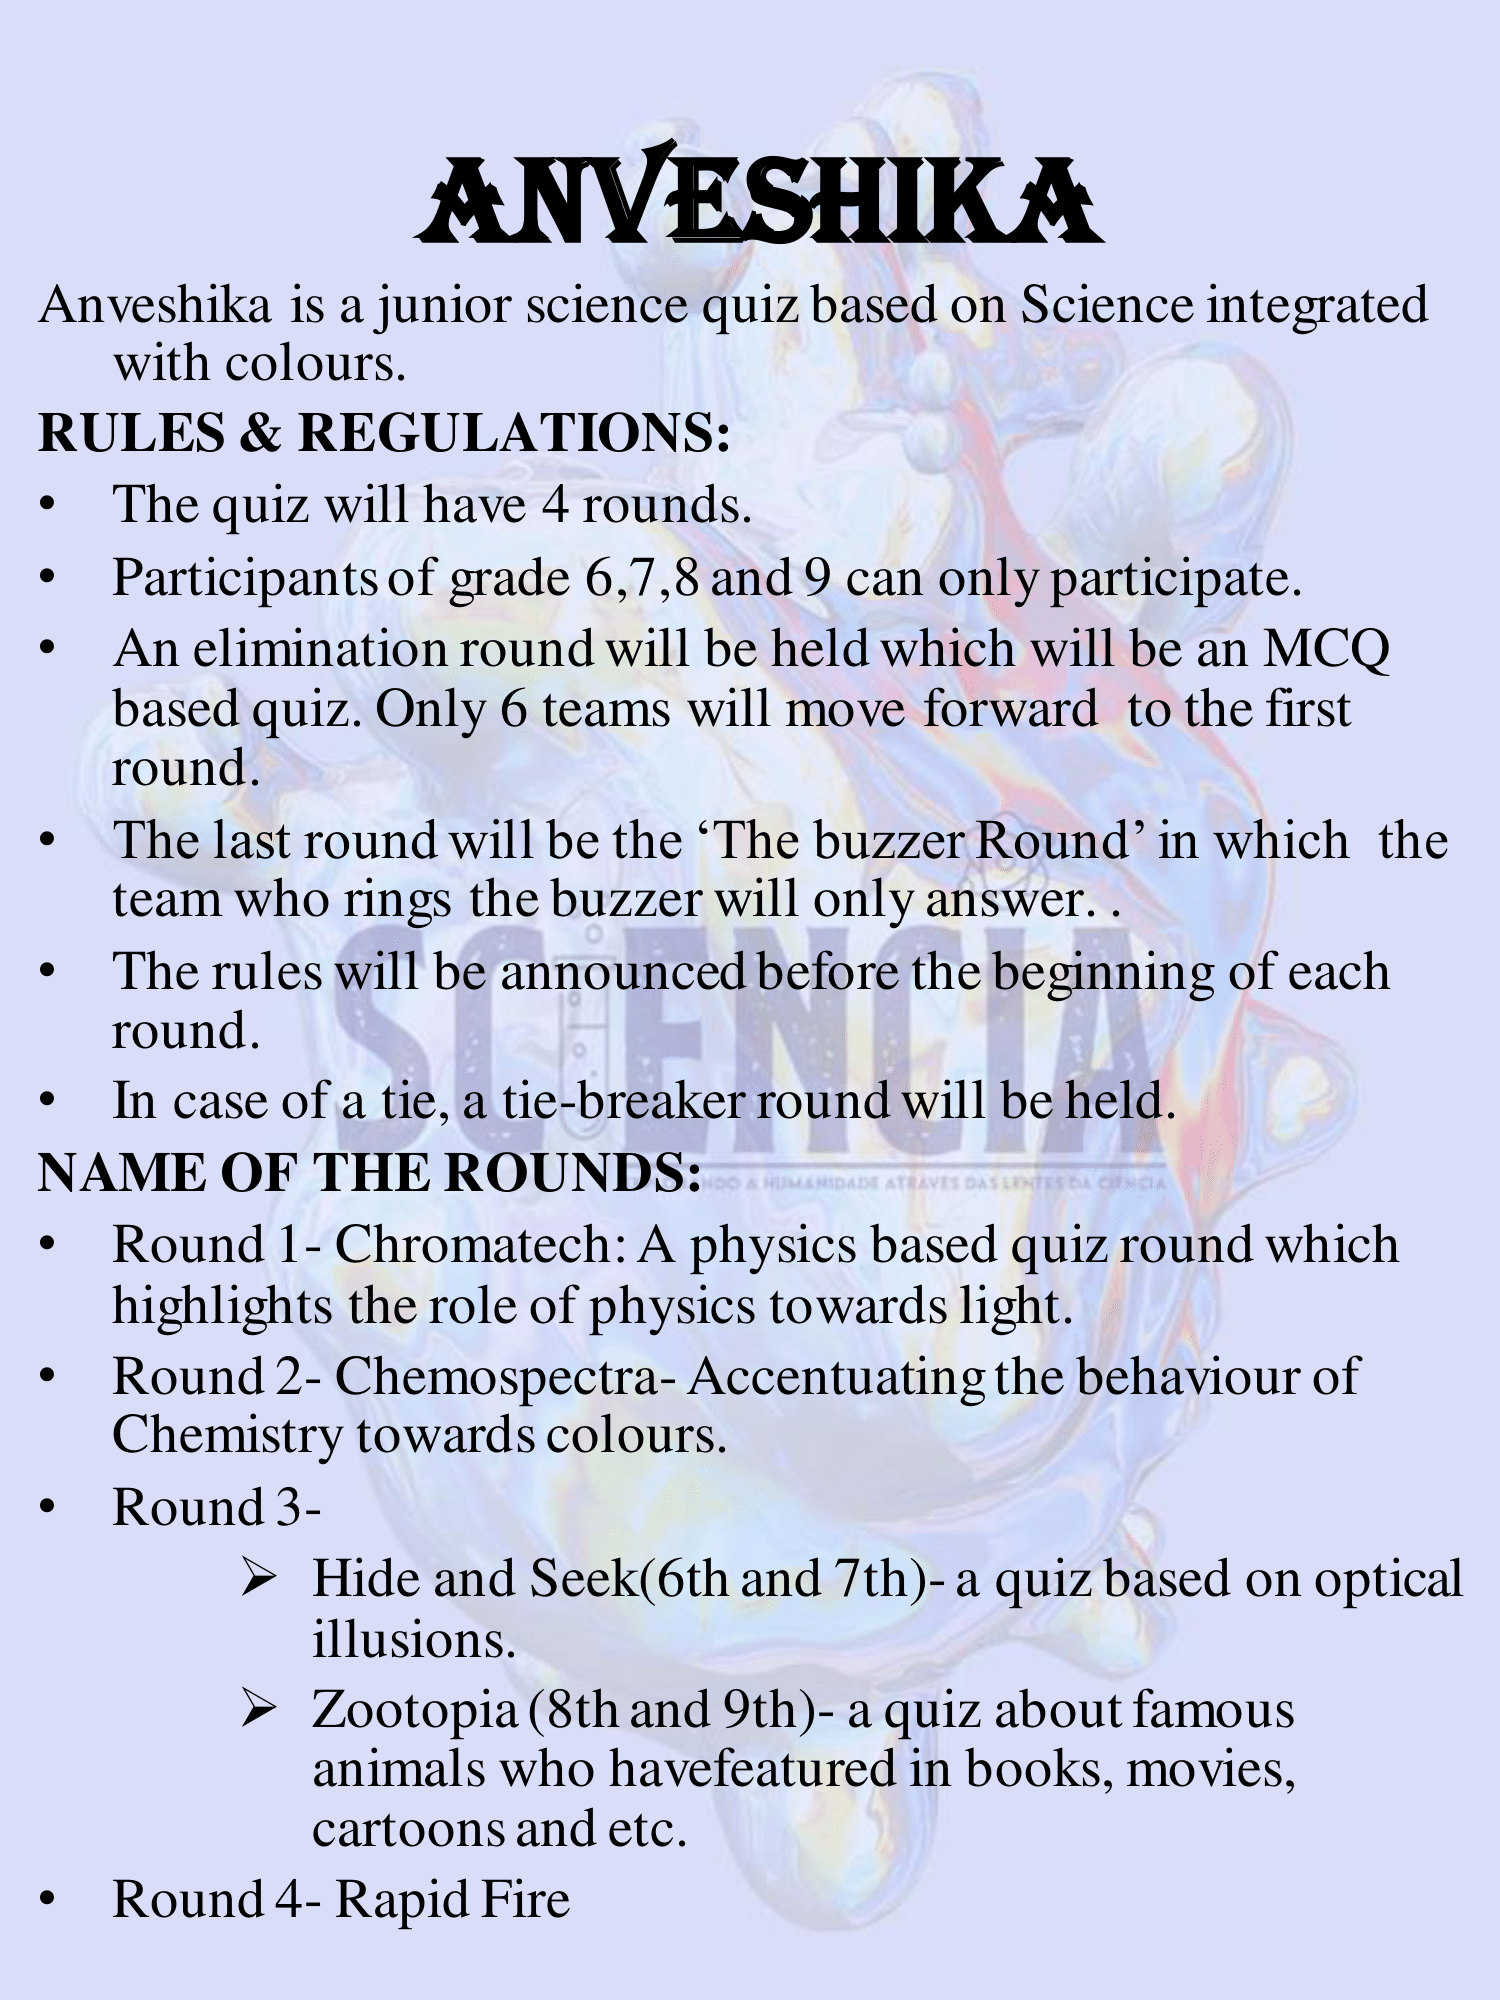 ANVESHIKA
Anveshika is a junior science quiz based on Science integrated
with colours.
RULES & REGULATIONS:
• The quiz will have 4 rounds.
• Participants of grade 6,7,8 and 9 can only participate.
• An elimination round will be held which will be an MCQ
based quiz. Only 6 teams will move forward to the first
round.
• The last round will be the ‘The buzzer Round’ in which the
team who rings the buzzer will only answer. .
• The rules will be announced before the beginning of each
round.
SCIENCIA
• In case of a tie, a tie-breaker round will be held.
NAME OF THE ROUNDS:
A HUMANIDADE ATRAVÉS DAS LENTES DA CIÊNCIA
• Round 1- Chromatech: A physics based quiz round which
highlights the role of physics towards light.
• Round 2- Chemospectra- Accentuating the behaviour of
Chemistry towards colours.
• Round 3-
➢ Hide and Seek(6th and 7th)- a quiz based on optical
illusions.
➢ Zootopia (8th and 9th)- a quiz about famous
animals who havefeatured in books, movies,
cartoons and etc.
• Round 4- Rapid Fire